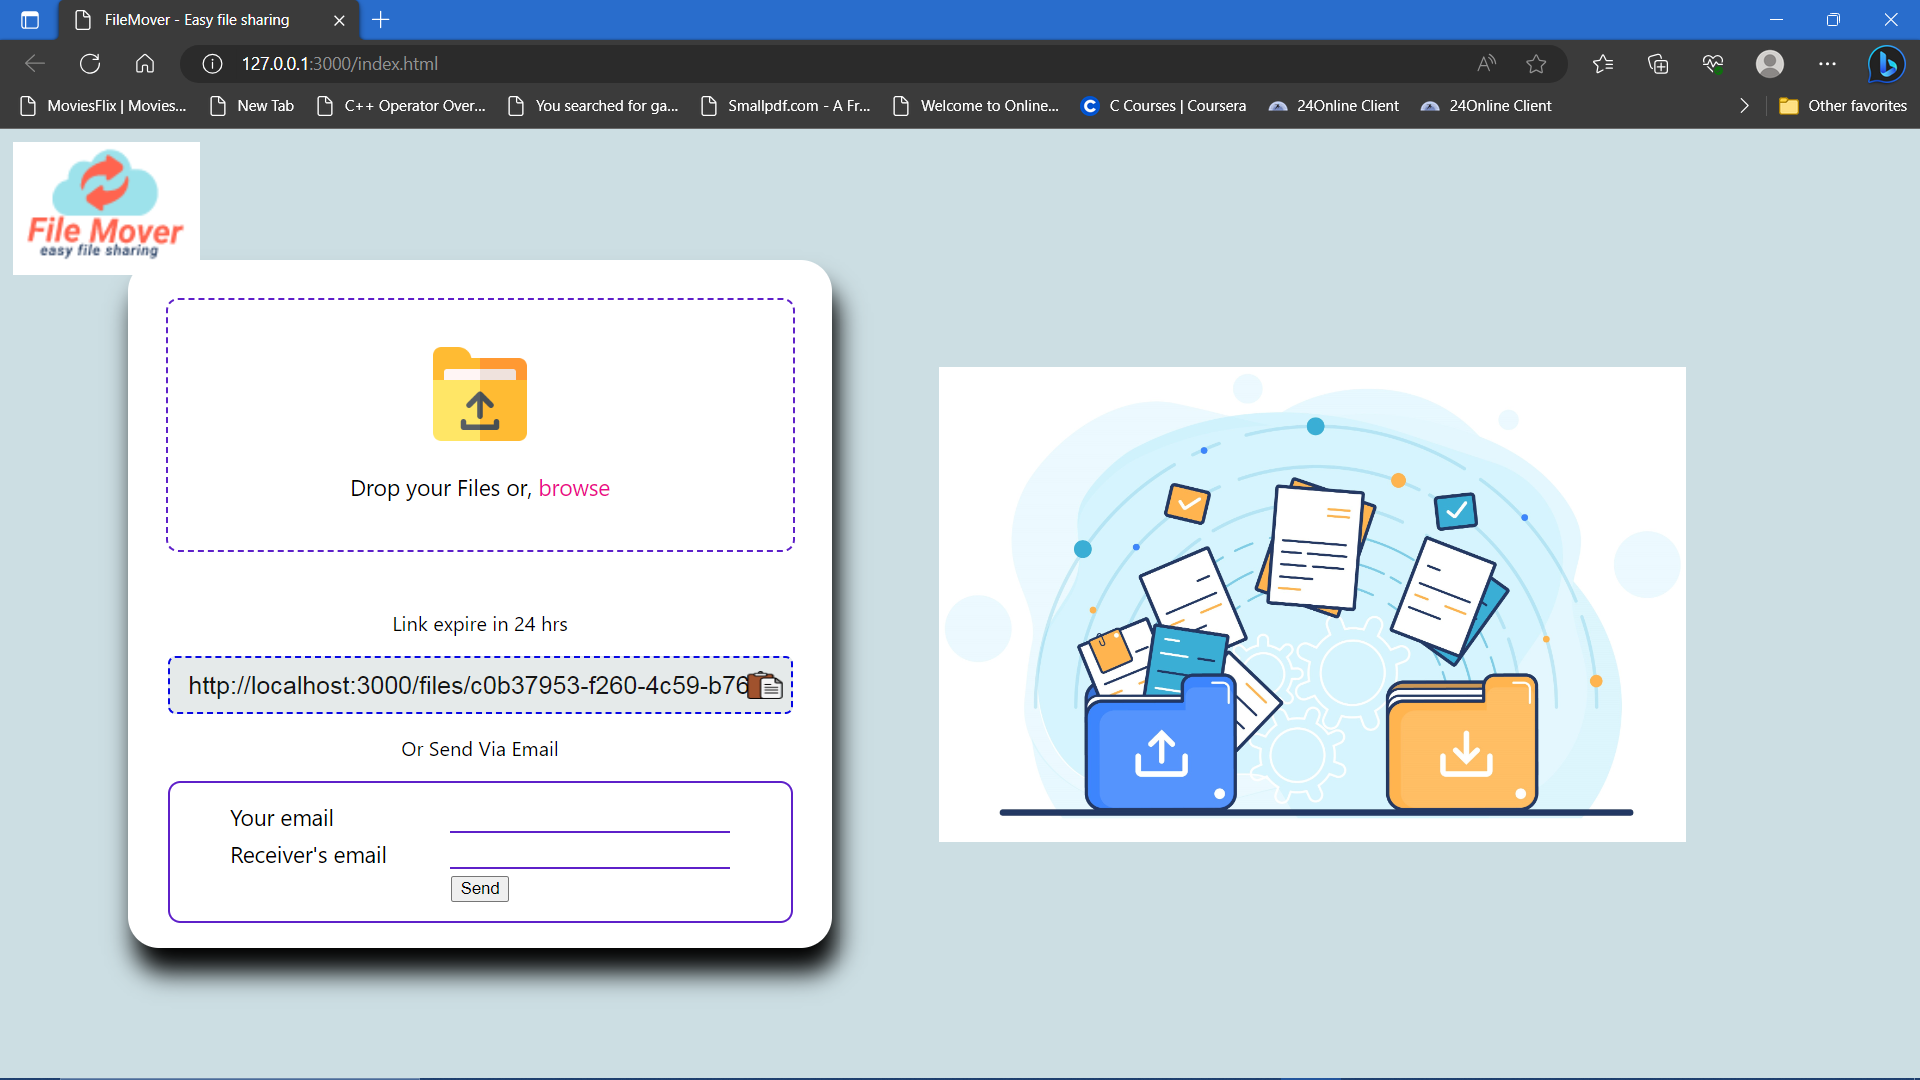 FileMover - Easy file sharing
127.0.0.1:3000/index.html
MoviesFlix | Movies... New Tab C++ Operator Over... You searched for ga... Smallpdf.com - A Fr... Welcome to Online... C Courses | Coursera 24Online Client 24Online Client Other favorites
File Mover
easy file sharing
Drop your Files or, browse
Link expire in 24 hrs
http://localhost:3000/files/c0b37953-f260-4c59-b76
Or Send Via Email
Your email
Receiver's email
Send